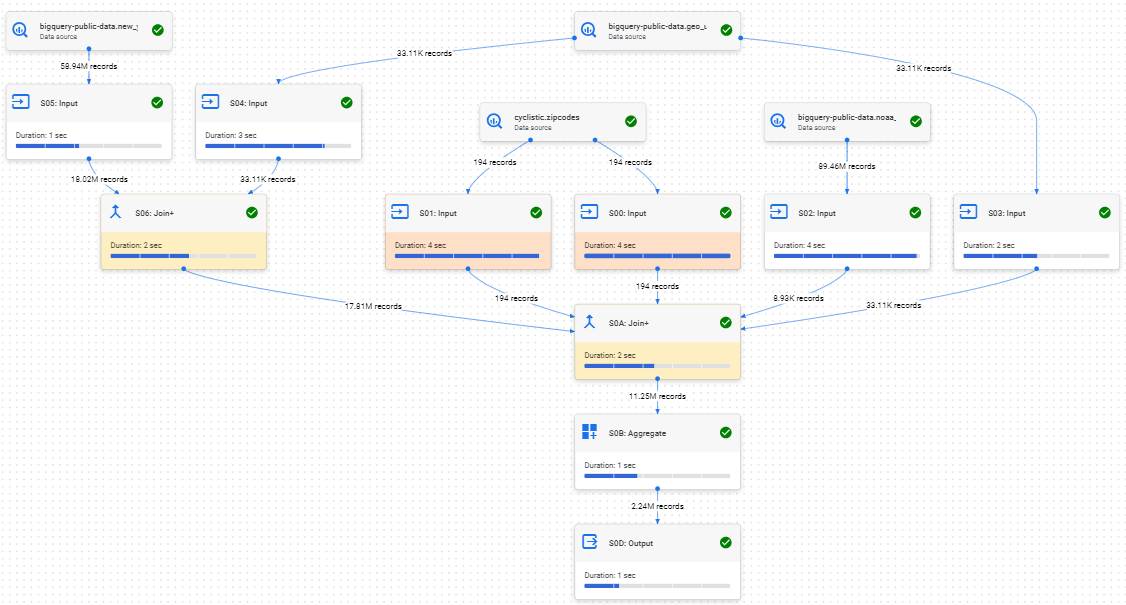 bigquery-public-data.new_
Data source
bigquery-public-data.geo_u
Data source
33.11K records
58.94M records
33.11K records
S05: Input
Duration: 1 sec
S04: Input
Duration: 3 sec
cyclistic.zipcodes
Data source
bigquery-public-data.noaa_
Data source
194 records
194 records
89.46M records
18.02M records
33.11K records
S06: Join+
Duration: 2 sec
S01: Input
Duration: 4 sec
S00: Input
Duration: 4 sec
S02: Input
Duration: 4 sec
S03: Input
Duration: 2 sec
17.81M records
194 records
194 records
8.93K records
33.11K records
S0A: Join+
Duration: 2 sec
11.25M records
S0B: Aggregate
Duration: 1 sec
2.24M records
S0D: Output
Duration: 1 sec